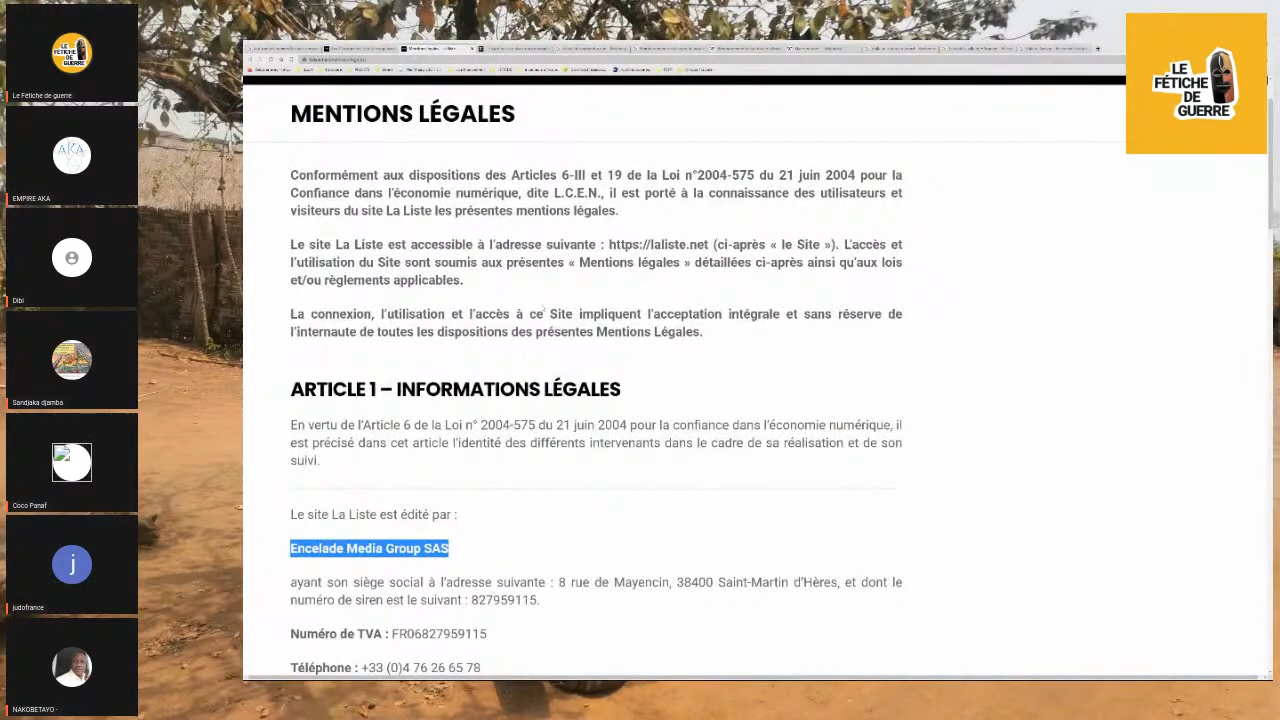 LE
FÉTICHE
DE
GUERRE
Le Fétiche de guerre
AKA
EMPIRE AKA
Dibi
Sandjaka djamba
Coco Panaf
j
judofrance
NAKOBETAYO -
LE
FÉTICHE
DE
GUERRE
MENTIONS LÉGALES
Conformément aux dispositions des Articles 6-III et 19 de la Loi n°2004-575 du 21 juin 2004 pour la
Confiance dans l'économie numérique, dite L.C.E.N., il est porté à la connaissance des utilisateurs et
visiteurs du site La Liste les présentes mentions légales.
Le site La Liste est accessible à l'adresse suivante : https://laliste.net (ci-après « le Site »). L'accès et
l'utilisation du Site sont soumis aux présentes « Mentions légales » détaillées ci-après ainsi qu'aux lois
et/ou règlements applicables.
La connexion, l'utilisation et l'accès à ce Site impliquent l'acceptation intégrale et sans réserve de
l'internaute de toutes les dispositions des présentes Mentions Légales.
ARTICLE 1 – INFORMATIONS LÉGALES
En vertu de l'Article 6 de la Loi n° 2004-575 du 21 juin 2004 pour la confiance dans l'économie numérique, il
est précisé dans cet article l'identité des différents intervenants dans le cadre de sa réalisation et de son
suivi.
Le site La Liste est édité par :
Encelade Media Group SAS
ayant son siège social à l'adresse suivante : 8 rue de Mayencin, 38400 Saint-Martin d'Hères, et dont le
numéro de siren est le suivant : 827959115.
Numéro de TVA : FR06827959115
Téléphone : +33 (0)4 76 26 65 78